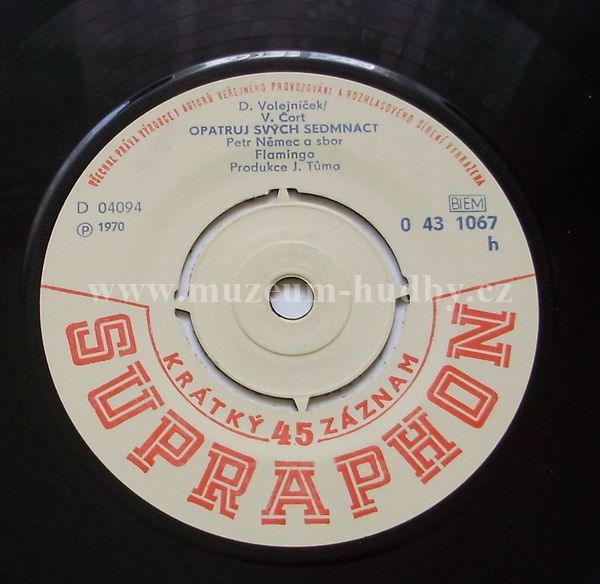 VŠECHNA PRÁVA VÝROBCE I AUTORŮ VEŘEJNÉHO PROVOZOVÁNÍ A ROZHLASOVÉHO ŠÍŘENÍ VYHRAŽENA
D. Volejníček/
V. Čort
OPATRUJ SVÝCH SEDMNÁCT
Petr Němec a sbor
Flamingo
Produkce J. Tůma
D 04094
℗ 1970
BIEM
0 43 1067
h
www.muzeum-hudby.cz
KRÁTKÝ 45 ZÁZNAM
SUPRAPHON